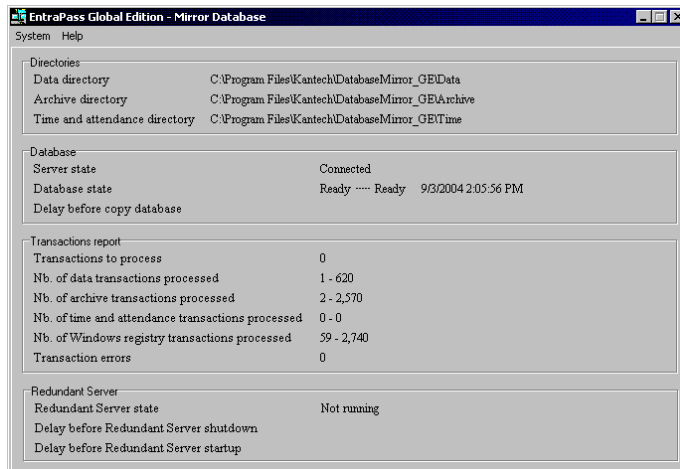 EntraPass Global Edition - Mirror Database
System Help
Directories
Data directory C:\Program Files\Kantech\DatabaseMirror_GE\Data
Archive directory C:\Program Files\Kantech\DatabaseMirror_GE\Archive
Time and attendance directory C:\Program Files\Kantech\DatabaseMirror_GE\Time
Database
Server state Connected
Database state Ready ----- Ready 9/3/2004 2:05:56 PM
Delay before copy database
Transactions report
Transactions to process 0
Nb. of data transactions processed 1 - 620
Nb. of archive transactions processed 2 - 2,570
Nb. of time and attendance transactions processed 0 - 0
Nb. of Windows registry transactions processed 59 - 2,740
Transaction errors 0
Redundant Server
Redundant Server state Not running
Delay before Redundant Server shutdown
Delay before Redundant Server startup